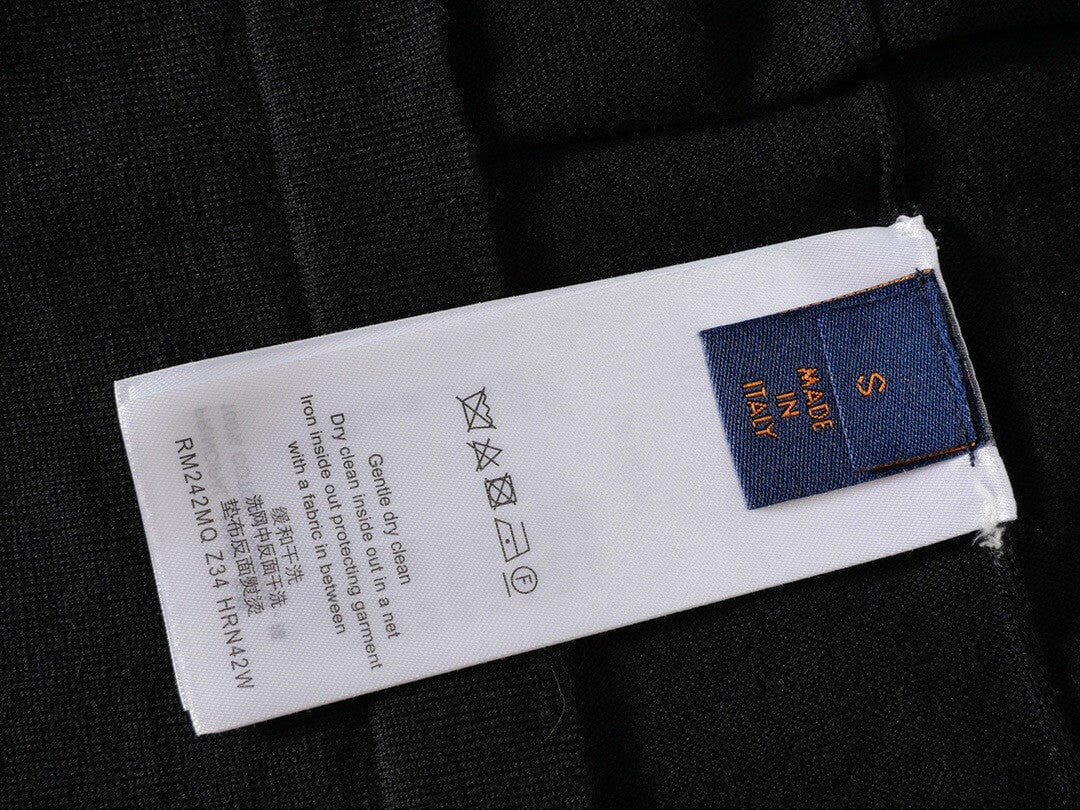 S
MADE
IN
ITALY
F
Gentle dry clean
Dry clean inside out in a net
Iron inside out protecting garment
with a fabric in between
缓和干洗
洗网中反面干洗
垫布反面熨烫
RM242MQ Z34 HRN42W